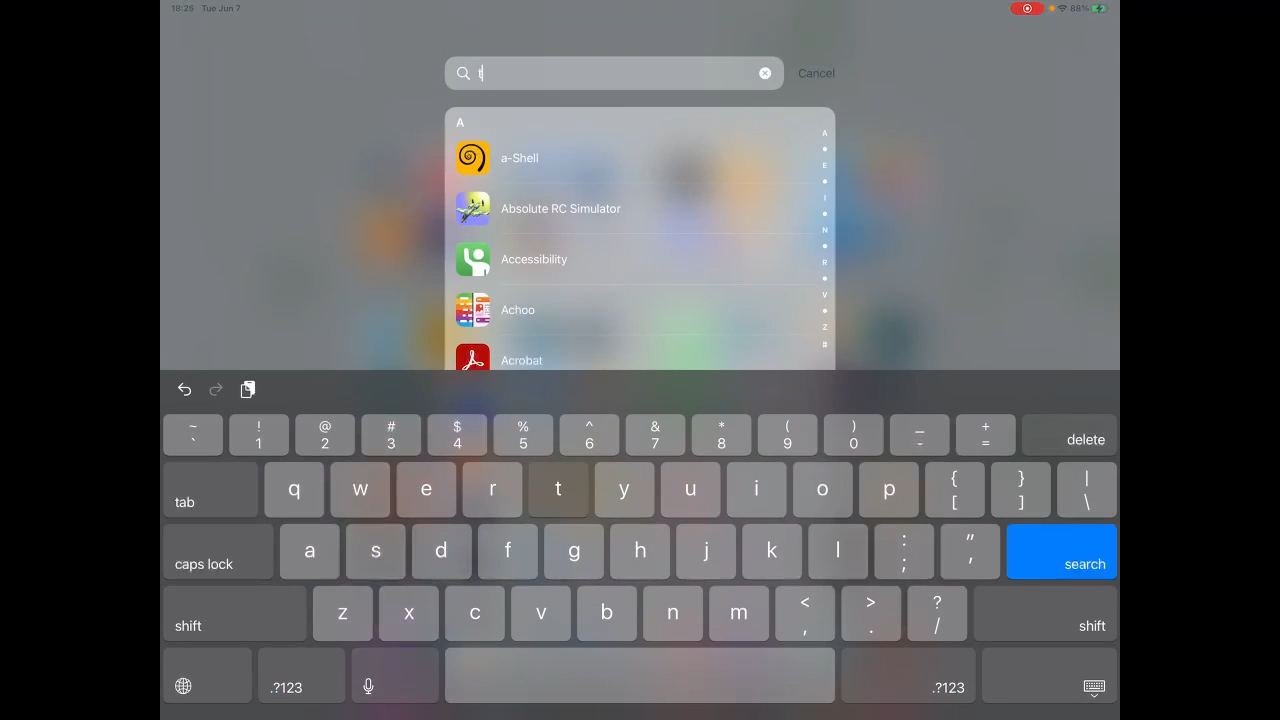 18:25 Tue Jun 7
88%
t
Cancel
A
a-Shell
Absolute RC Simulator
Accessibility
Achoo
Acrobat
A
E
I
N
R
V
Z
#
~ ! @ # $ % ^ & * ( ) _ +
` 1 2 3 4 5 6 7 8 9 0 - = delete
tab q w e r t y u i o p { [ } ] | \
caps lock a s d f g h j k l : ; " ' search
shift z x c v b n m < , > . ? / shift
.?123 .?123